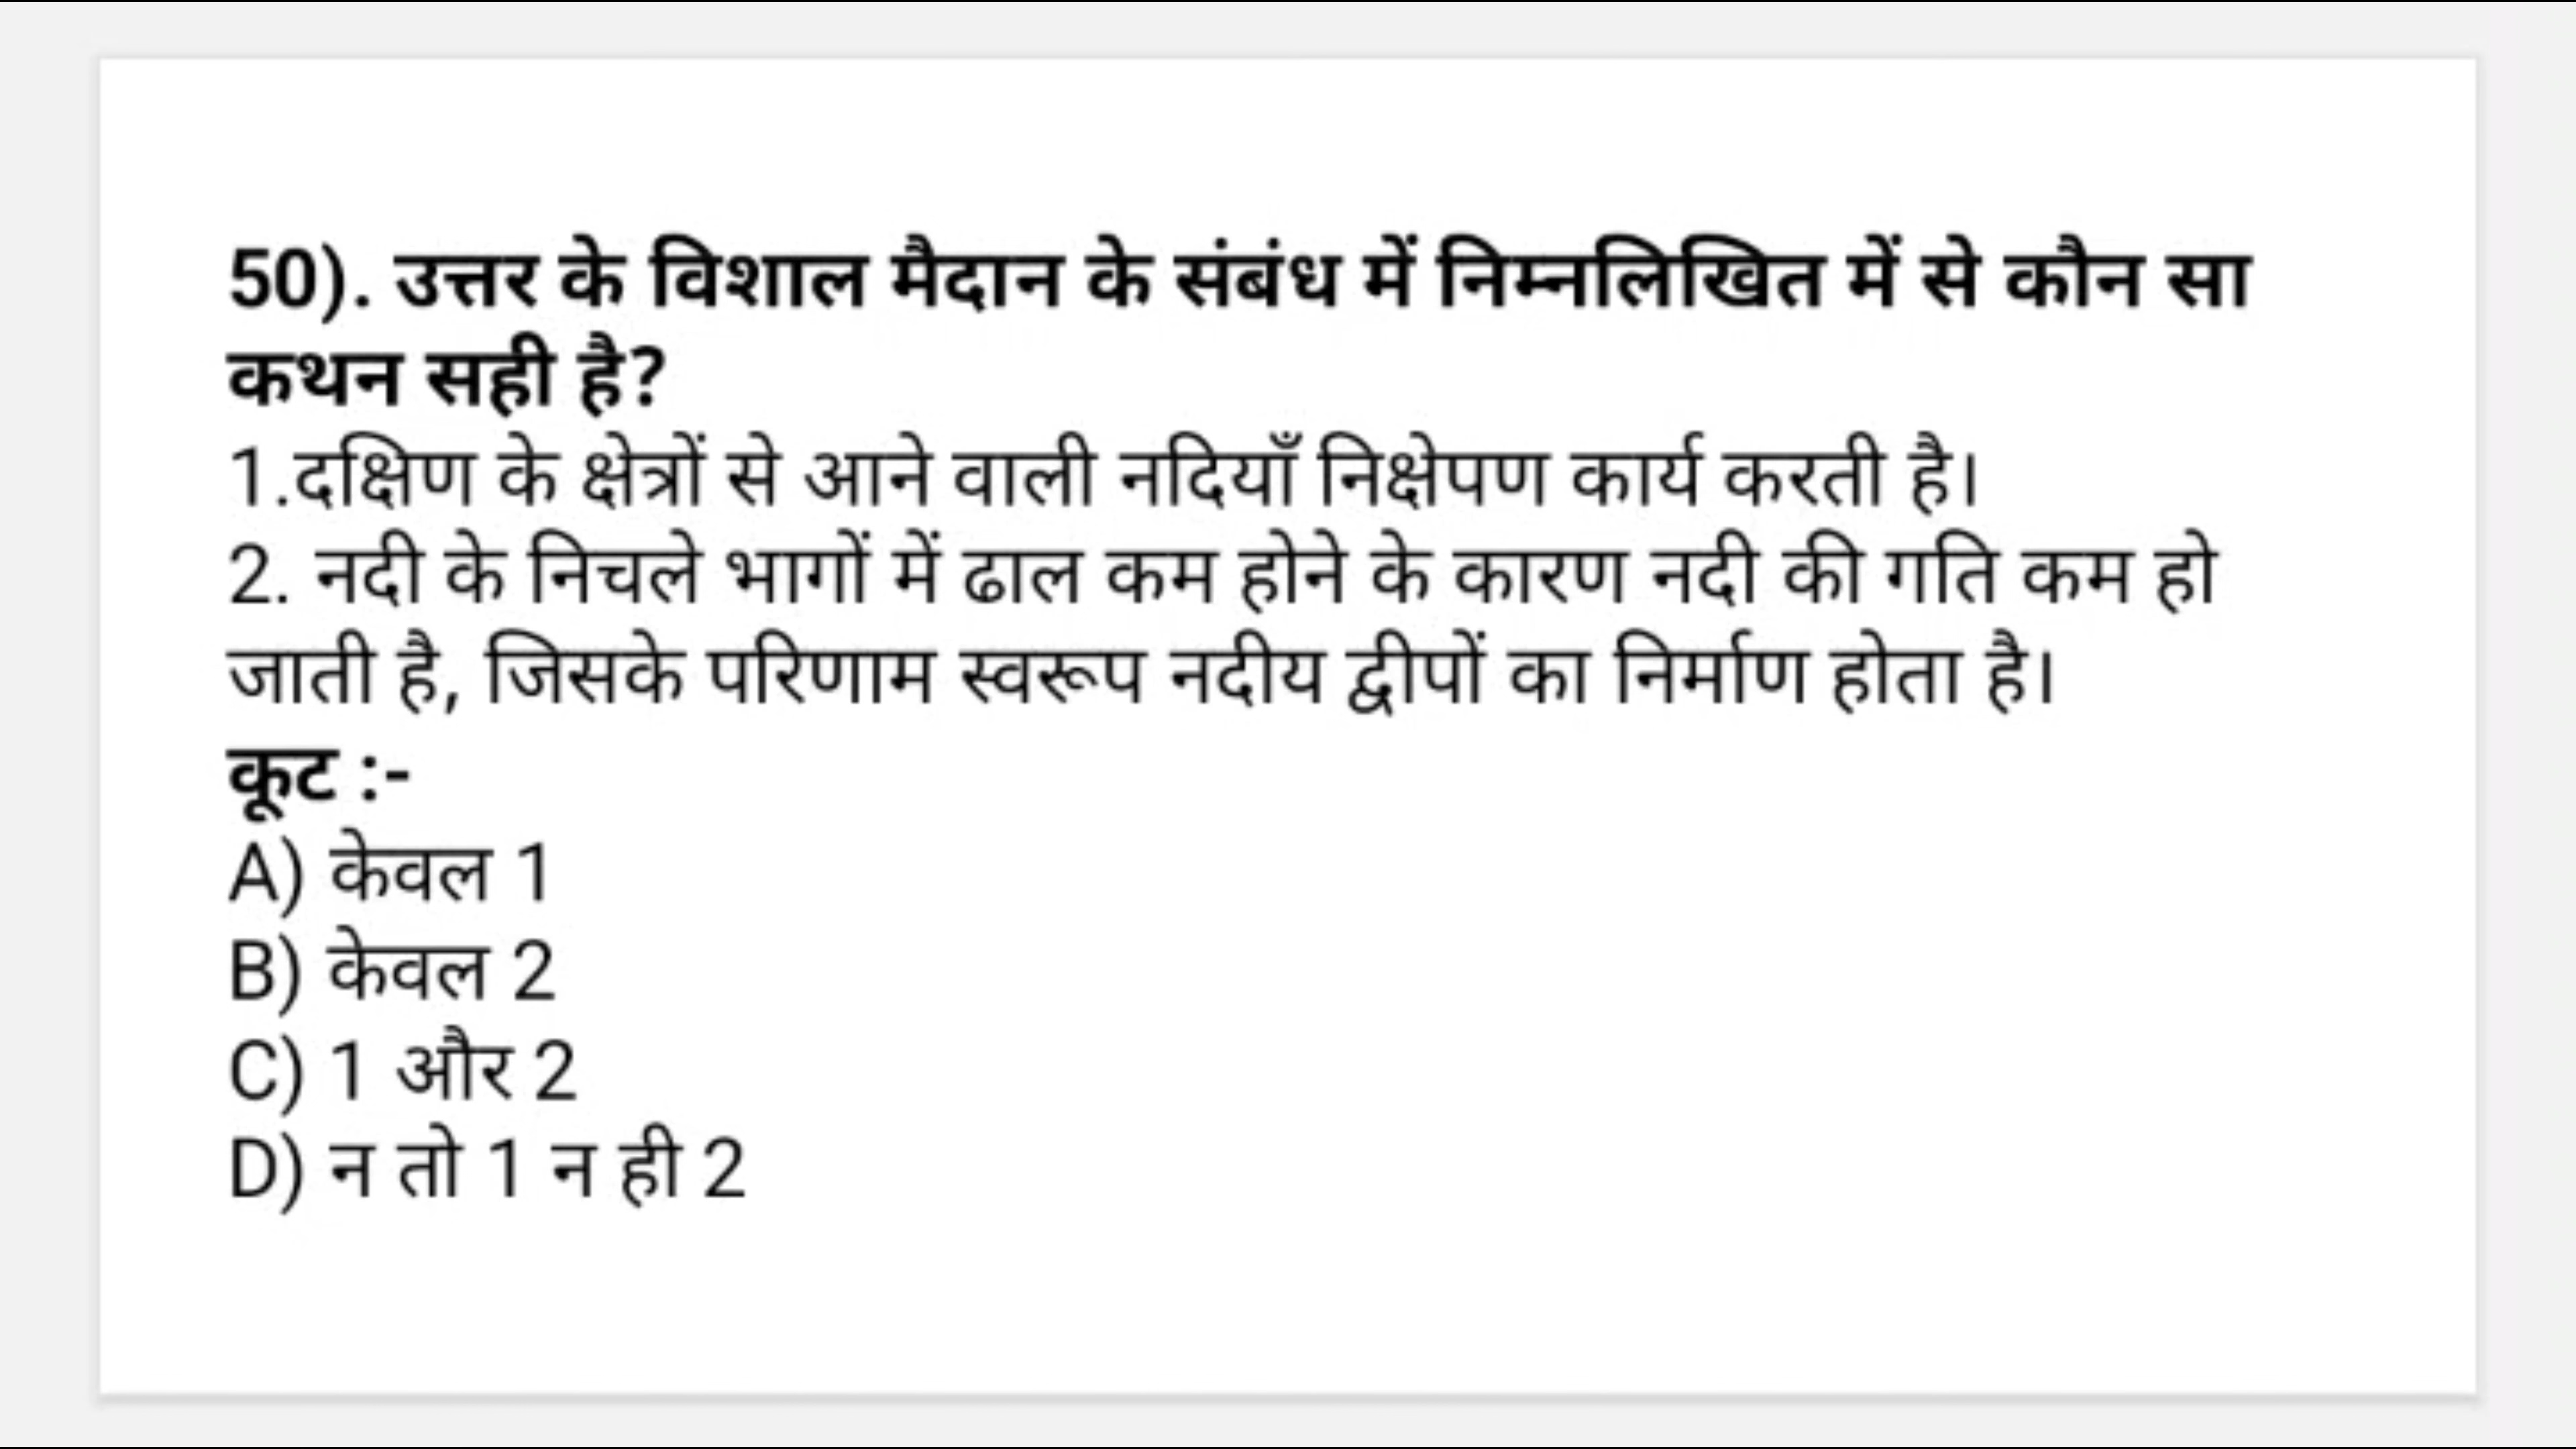 50). उत्तर के विशाल मैदान के संबंध में निम्नलिखित में से कौन सा
कथन सही है?
1.दक्षिण के क्षेत्रों से आने वाली नदियाँ निक्षेपण कार्य करती है।
2. नदी के निचले भागों में ढाल कम होने के कारण नदी की गति कम हो
जाती है, जिसके परिणाम स्वरूप नदीय द्वीपों का निर्माण होता है।
कूट :-
A) केवल 1
B) केवल 2
C) 1 और 2
D) न तो 1 न ही 2